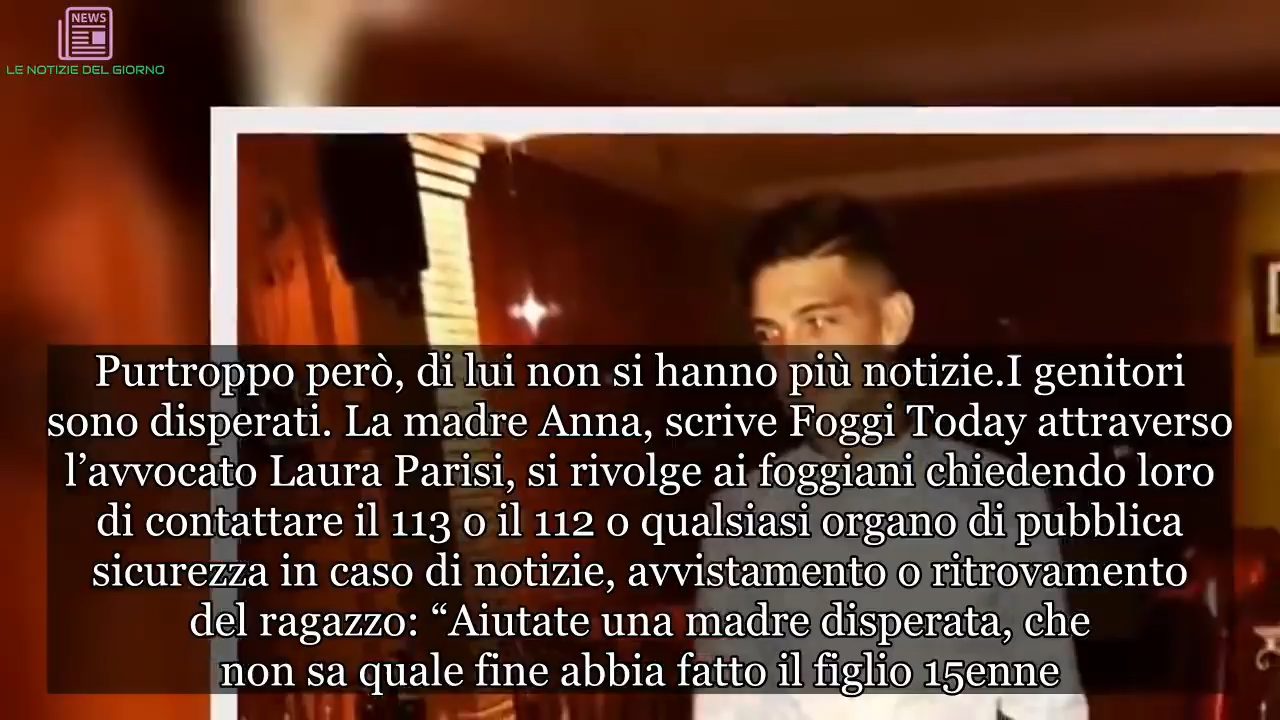 NEWS
LE NOTIZIE DEL GIORNO
Purtroppo però, di lui non si hanno più notizie.I genitori
sono disperati. La madre Anna, scrive Foggi Today attraverso
l’avvocato Laura Parisi, si rivolge ai foggiani chiedendo loro
di contattare il 113 o il 112 o qualsiasi organo di pubblica
sicurezza in caso di notizie, avvistamento o ritrovamento
del ragazzo: “Aiutate una madre disperata, che
non sa quale fine abbia fatto il figlio 15enne